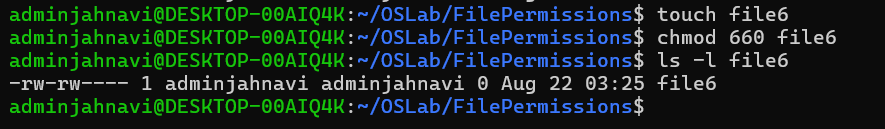 adminjahnavi@DESKTOP-00AIQ4K:~/OSLab/FilePermissions$ touch file6
adminjahnavi@DESKTOP-00AIQ4K:~/OSLab/FilePermissions$ chmod 660 file6
adminjahnavi@DESKTOP-00AIQ4K:~/OSLab/FilePermissions$ ls -l file6
-rw-rw---- 1 adminjahnavi adminjahnavi 0 Aug 22 03:25 file6
adminjahnavi@DESKTOP-00AIQ4K:~/OSLab/FilePermissions$